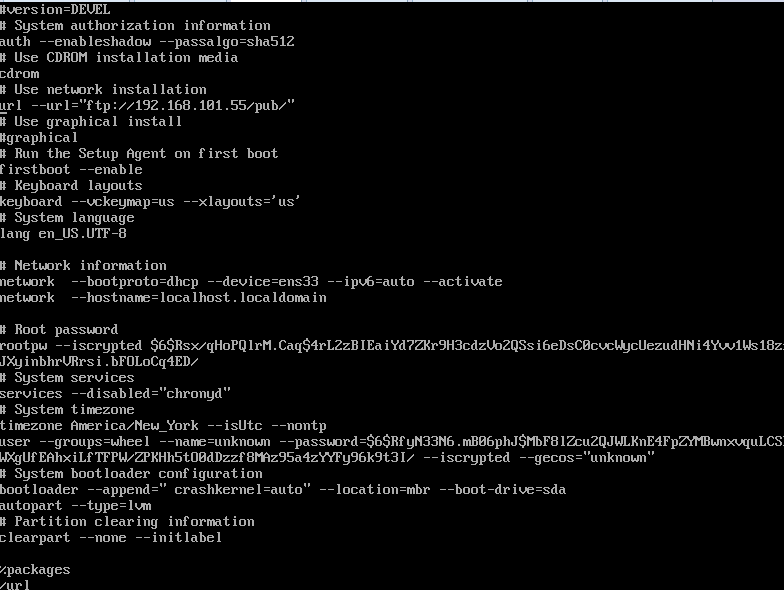 #version=DEVEL
# System authorization information
auth --enableshadow --passalgo=sha512
# Use CDROM installation media
cdrom
# Use network installation
url --url="ftp://192.168.101.55/pub/"
# Use graphical install
#graphical
# Run the Setup Agent on first boot
firstboot --enable
# Keyboard layouts
keyboard --vckeymap=us --xlayouts='us'
# System language
lang en_US.UTF-8

# Network information
network  --bootproto=dhcp --device=ens33 --ipv6=auto --activate
network  --hostname=localhost.localdomain

# Root password
rootpw --iscrypted $6$Rsx/qHoPQlrM.Caq$4rL2zBIEaiYd7ZKr9H3cdzVo2QSsi6eDsC0cvcWycUezudHNi4Yvv1Ws18z
JXyinbhrVRrsi.bFOLoCq4ED/
# System services
services --disabled="chronyd"
# System timezone
timezone America/New_York --isUtc --nontp
user --groups=wheel --name=unknown --password=$6$RfyN33N6.mB06phJ$MbF8lZcu2QJWLKnE4FpZYMBwnxvquLCS
WXgUfEAhxiLfTFPW/ZPKHh5tO0dDzzf8MAz95a4zYYFy96k9t3I/ --iscrypted --gecos="unknown"
# System bootloader configuration
bootloader --append=" crashkernel=auto" --location=mbr --boot-drive=sda
autopart --type=lvm
# Partition clearing information
clearpart --none --initlabel

%packages
/url